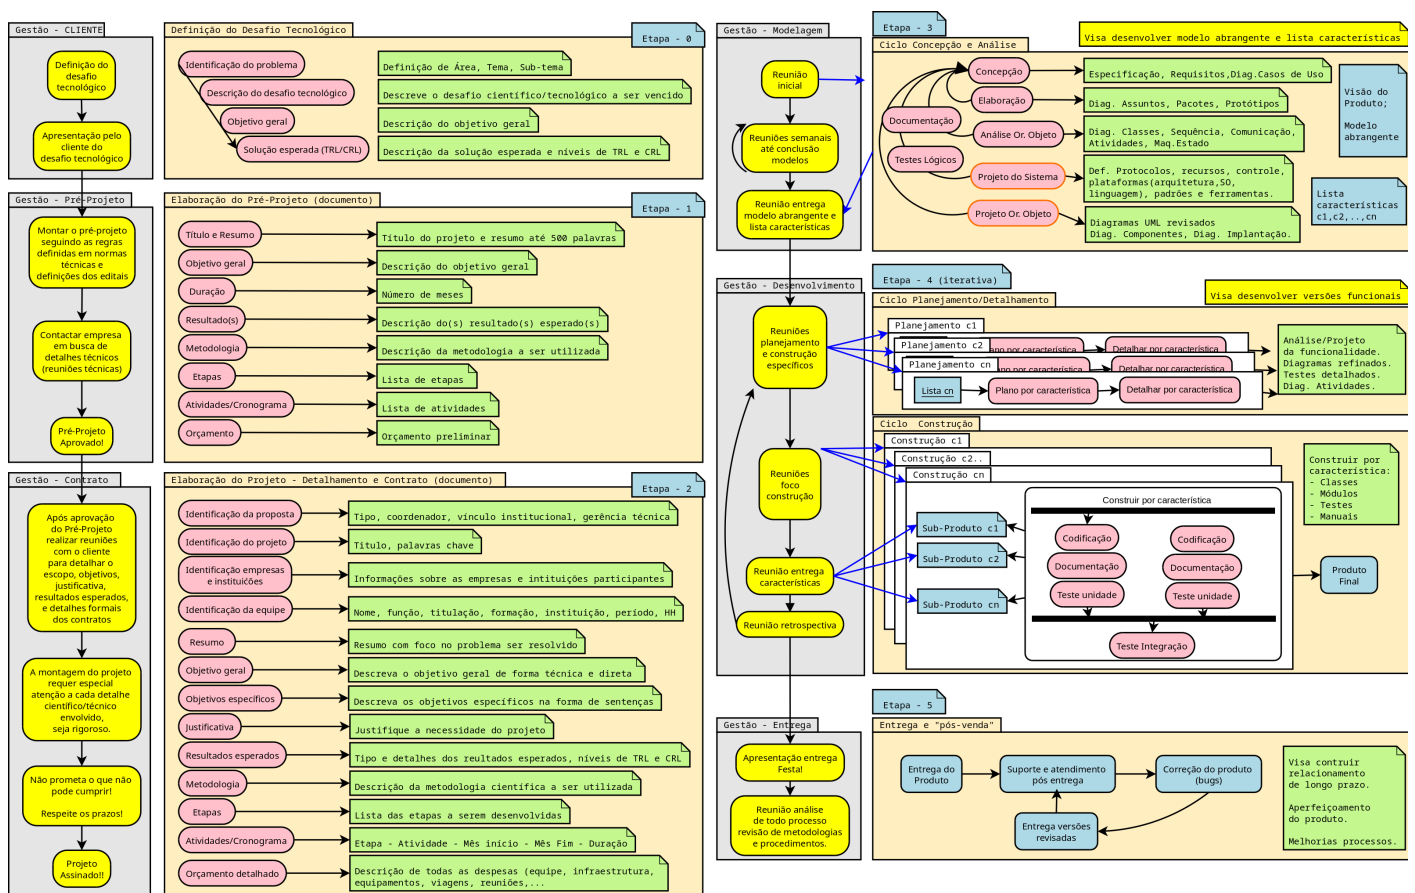 Gestão - CLIENTE
Definição do
desafio
tecnológico
Apresentação pelo
cliente do
desafio tecnológico
Definição do Desafio Tecnológico
Etapa - 0
Identificação do problema
Definição de Área, Tema, Sub-tema
Descrição do desafio tecnológico
Descreve o desafio científico/tecnológico a ser vencido
Objetivo geral
Descrição do objetivo geral
Solução esperada (TRL/CRL)
Descrição da solução esperada e níveis de TRL e CRL
Gestão - Pré-Projeto
Montar o pré-projeto
seguindo as regras
definidas em normas
técnicas e
definições dos editais
Contactar empresa
em busca de
detalhes técnicos
(reuniões técnicas)
Pré-Projeto
Aprovado!
Elaboração do Pré-Projeto (documento)
Etapa - 1
Título e Resumo
Título do projeto e resumo até 500 palavras
Objetivo geral
Descrição do objetivo geral
Duração
Número de meses
Resultado(s)
Descrição do(s) resultado(s) esperado(s)
Metodologia
Descrição da metodologia a ser utilizada
Etapas
Lista de etapas
Atividades/Cronograma
Lista de atividades
Orçamento
Orçamento preliminar
Gestão - Contrato
Após aprovação
do Pré-Projeto
realizar reuniões
com o cliente
para detalhar o
escopo, objetivos,
justificativa,
resultados esperados,
e detalhes formais
dos contratos
A montagem do projeto
requer especial
atenção a cada detalhe
científico/técnico
envolvido,
seja rigoroso.
Não prometa o que não
pode cumprir!
Respeite os prazos!
Projeto
Assinado!!
Elaboração do Projeto - Detalhamento e Contrato (documento)
Etapa - 2
Identificação da proposta
Tipo, coordenador, vínculo institucional, gerência técnica
Identificação do projeto
Titulo, palavras chave
Identificação empresas
e instituicões
Informações sobre as empresas e intituições participantes
Identificação da equipe
Nome, função, titulação, formação, instituição, período, HH
Resumo
Resumo com foco no problema ser resolvido
Objetivo geral
Descreva o objetivo geral de forma técnica e direta
Objetivos específicos
Descreva os objetivos específicos na forma de sentenças
Justificativa
Justifique a necessidade do projeto
Resultados esperados
Tipo e detalhes dos reultados esperados, níveis de TRL e CRL
Metodologia
Descrição da metodologia científica a ser utilizada
Etapas
Lista das etapas a serem desenvolvidas
Atividades/Cronograma
Etapa - Atividade - Mês início - Mês Fim - Duração
Orçamento detalhado
Descrição de todas as despesas (equipe, infraestrutura,
equipamentos, viagens, reuniões,...
Gestão - Modelagem
Reunião
inicial
Reuniões semanais
até conclusão
modelos
Reunião entrega
modelo abrangente e
lista características
Etapa - 3
Visa desenvolver modelo abrangente e lista características
Ciclo Concepção e Análise
Concepção
Especificação, Requisitos,Diag.Casos de Uso
Elaboração
Diag. Assuntos, Pacotes, Protótipos
Documentação
Análise Or. Objeto
Diag. Classes, Sequência, Comunicação,
Atividades, Maq.Estado
Testes Lógicos
Projeto do Sistema
Def. Protocolos, recursos, controle,
plataformas(arquitetura,SO,
linguagem), padrões e ferramentas.
Projeto Or. Objeto
Diagramas UML revisados
Diag. Componentes, Diag. Implantação.
Visão do
Produto;
Modelo
abrangente
Lista
características
c1,c2,..,cn
Gestão - Desenvolvimento
Reuniões
planejamento
e construção
específicos
Reuniões
foco
construção
Reunião entrega
características
Reunião retrospectiva
Etapa - 4 (iterativa)
Visa desenvolver versões funcionais
Ciclo Planejamento/Detalhamento
Planejamento c1
Plano por característica
Detalhar por característica
Planejamento c2
Plano por característica
Detalhar por característica
Planejamento cn
Lista cn
Plano por característica
Detalhar por característica
Análise/Projeto
da funcionalidade.
Diagramas refinados.
Testes detalhados.
Diag. Atividades.
Ciclo  Construção
Construção c1
Construção c2..
Construção cn
Construir por característica
Sub-Produto c1
Sub-Produto c2
Sub-Produto cn
Codificação
Documentação
Teste unidade
Codificação
Documentação
Teste unidade
Teste Integração
Construir por
característica:
- Classes
- Módulos
- Testes
- Manuais
Produto
Final
Gestão - Entrega
Apresentação entrega
Festa!
Reunião análise
de todo processo
revisão de metodologias
e procedimentos.
Etapa - 5
Entrega e "pós-venda"
Entrega do
Produto
Suporte e atendimento
pós entrega
Correção do produto
(bugs)
Entrega versões
revisadas
Visa contruir
relacionamento
de longo prazo.
Aperfeiçoamento
do produto.
Melhorias processos.